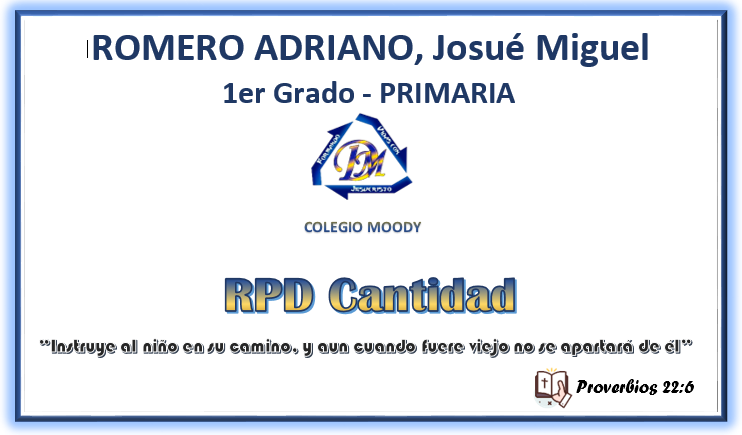 ROMERO ADRIANO, Josué Miguel
1er Grado - PRIMARIA
FORMANDO VIDAS CON JESUCRISTO
DM
COLEGIO MOODY
RPD Cantidad
"Instruye al niño en su camino, y aun cuando fuere viejo no se apartará de él"
Proverbios 22:6